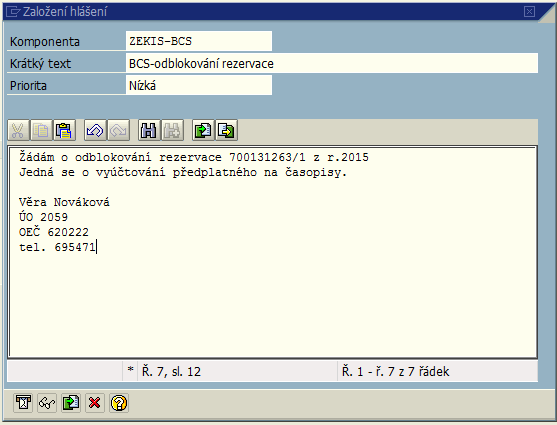 Založení hlášení
Komponenta ZEKIS-BCS
Krátký text BCS-odblokování rezervace
Priorita Nízká
Žádám o odblokování rezervace 700131263/1 z r.2015
Jedná se o vyúčtování předplatného na časopisy.
Věra Nováková
ÚO 2059
OEČ 620222
tel. 695471
* Ř. 7, sl. 12 Ř. 1 - ř. 7 z 7 řádek